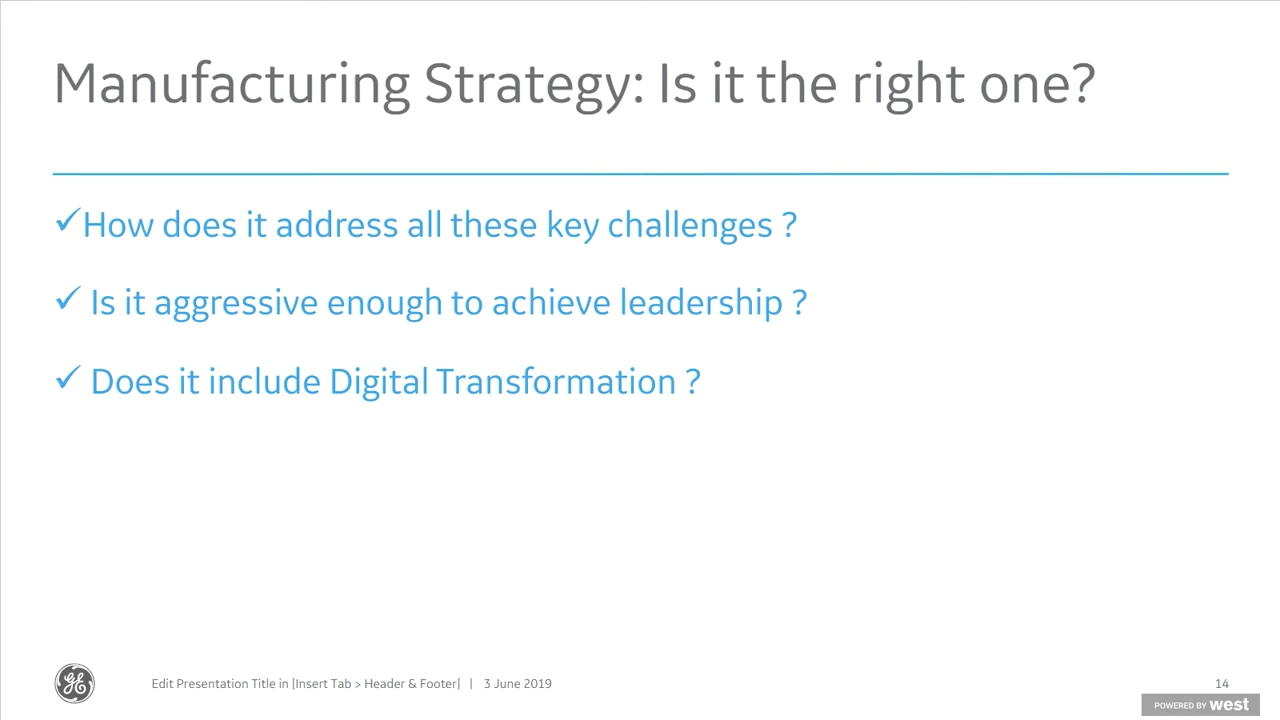 Manufacturing Strategy: Is it the right one?
✓How does it address all these key challenges ?
✓ Is it aggressive enough to achieve leadership ?
✓ Does it include Digital Transformation ?
GE
Edit Presentation Title in [Insert Tab > Header & Footer] | 3 June 2019
14
POWERED BY west